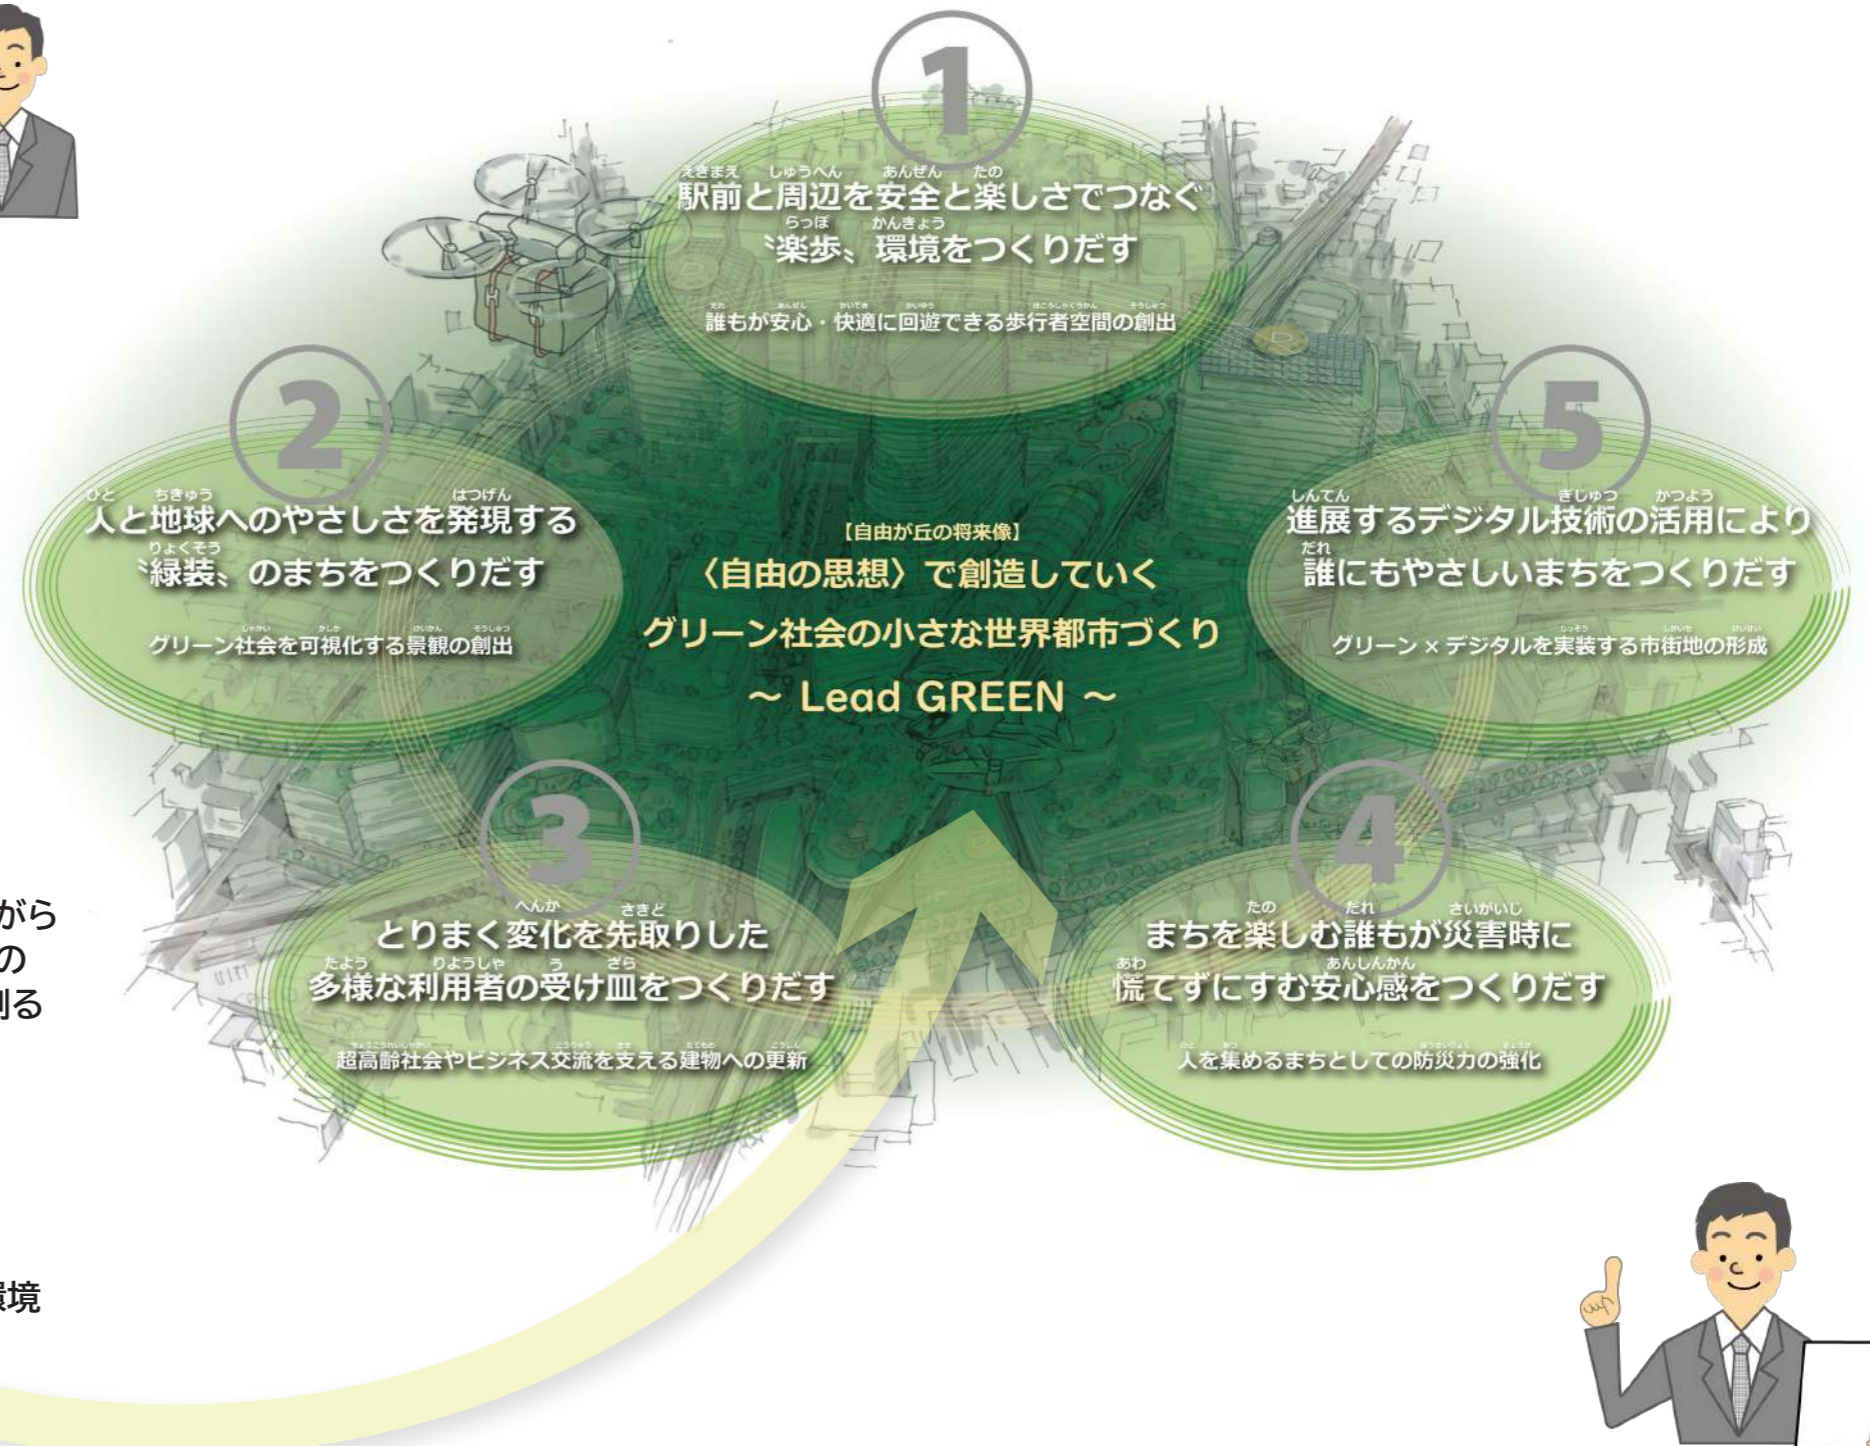 1
駅前と周辺を安全と楽しさでつなぐ
〝楽歩〟環境をつくりだす
誰もが安心・快適に回遊できる歩行者空間の創出
2
人と地球へのやさしさを発現する
〝緑装〟のまちをつくりだす
グリーン社会を可視化する景観の創出
【自由が丘の将来像】
〈自由の思想〉で創造していく
グリーン社会の小さな世界都市づくり
～ Lead GREEN ～
5
進展するデジタル技術の活用により
誰にもやさしいまちをつくりだす
グリーン×デジタルを実装する市街地の形成
3
とりまく変化を先取りした
多様な利用者の受け皿をつくりだす
超高齢社会やビジネス交流を支える建物への更新
4
まちを楽しむ誰もが災害時に
慌てずにすむ安心感をつくりだす
人を集めるまちとしての防災力の強化
がら
の
創る
環境